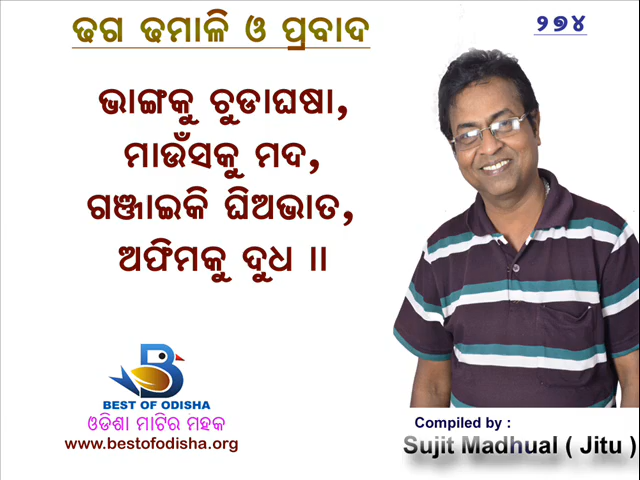 ଢଗ ଢମାଳି ଓ ପ୍ରବାଦ
୨୭୪
ଭାଙ୍ଗକୁ ଚୁଡାଘଷା,
ମାଉଁସକୁ ମଦ,
ଗଞ୍ଜାଇକି ଘିଅଭାତ,
ଅଫିମକୁ ଦୁଧ ।।
BEST OF ODISHA
ଓଡିଶା ମାଟିର ମହକ
www.bestofodisha.org
Compiled by :
Sujit Madhual ( Jitu )